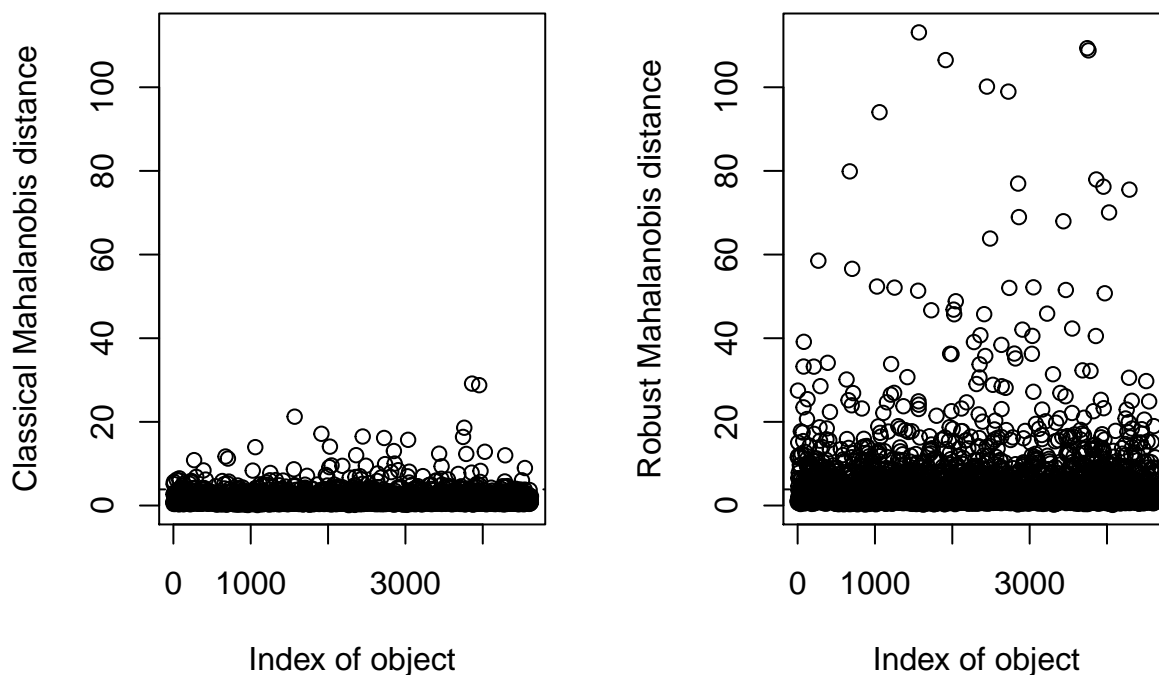 Classical Mahalanobis distance
0 20 40 60 80 100
0 1000 3000
Index of object
Robust Mahalanobis distance
0 20 40 60 80 100
0 1000 3000
Index of object